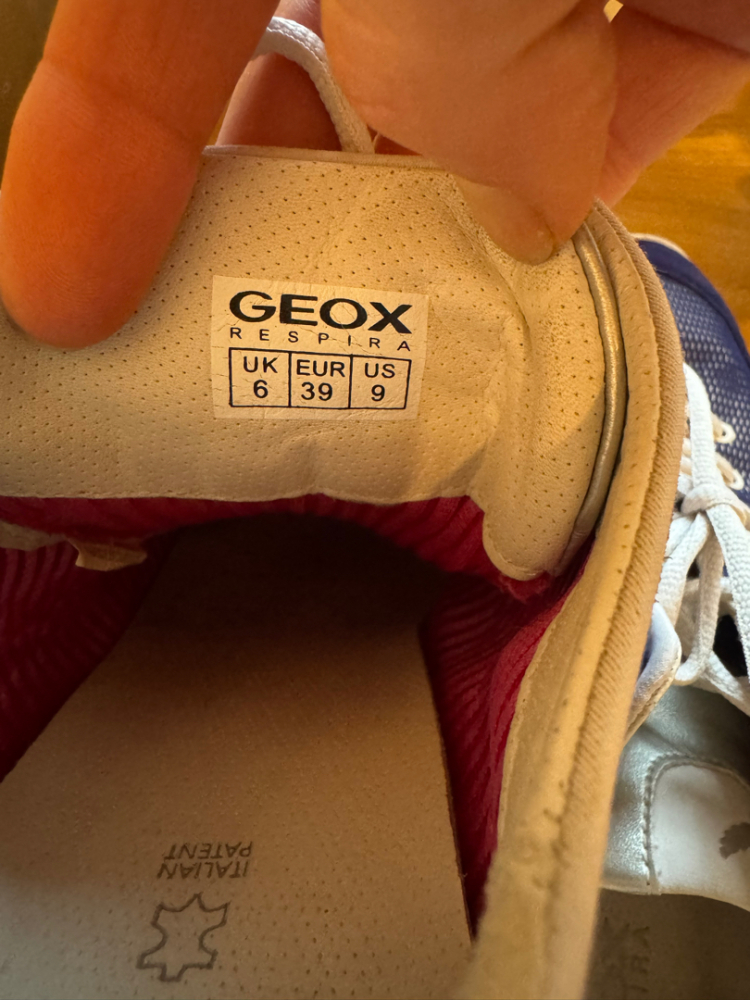 GEOX
RESPIRA
UK EUR US
6 39 9
ITALIAN
PATENT